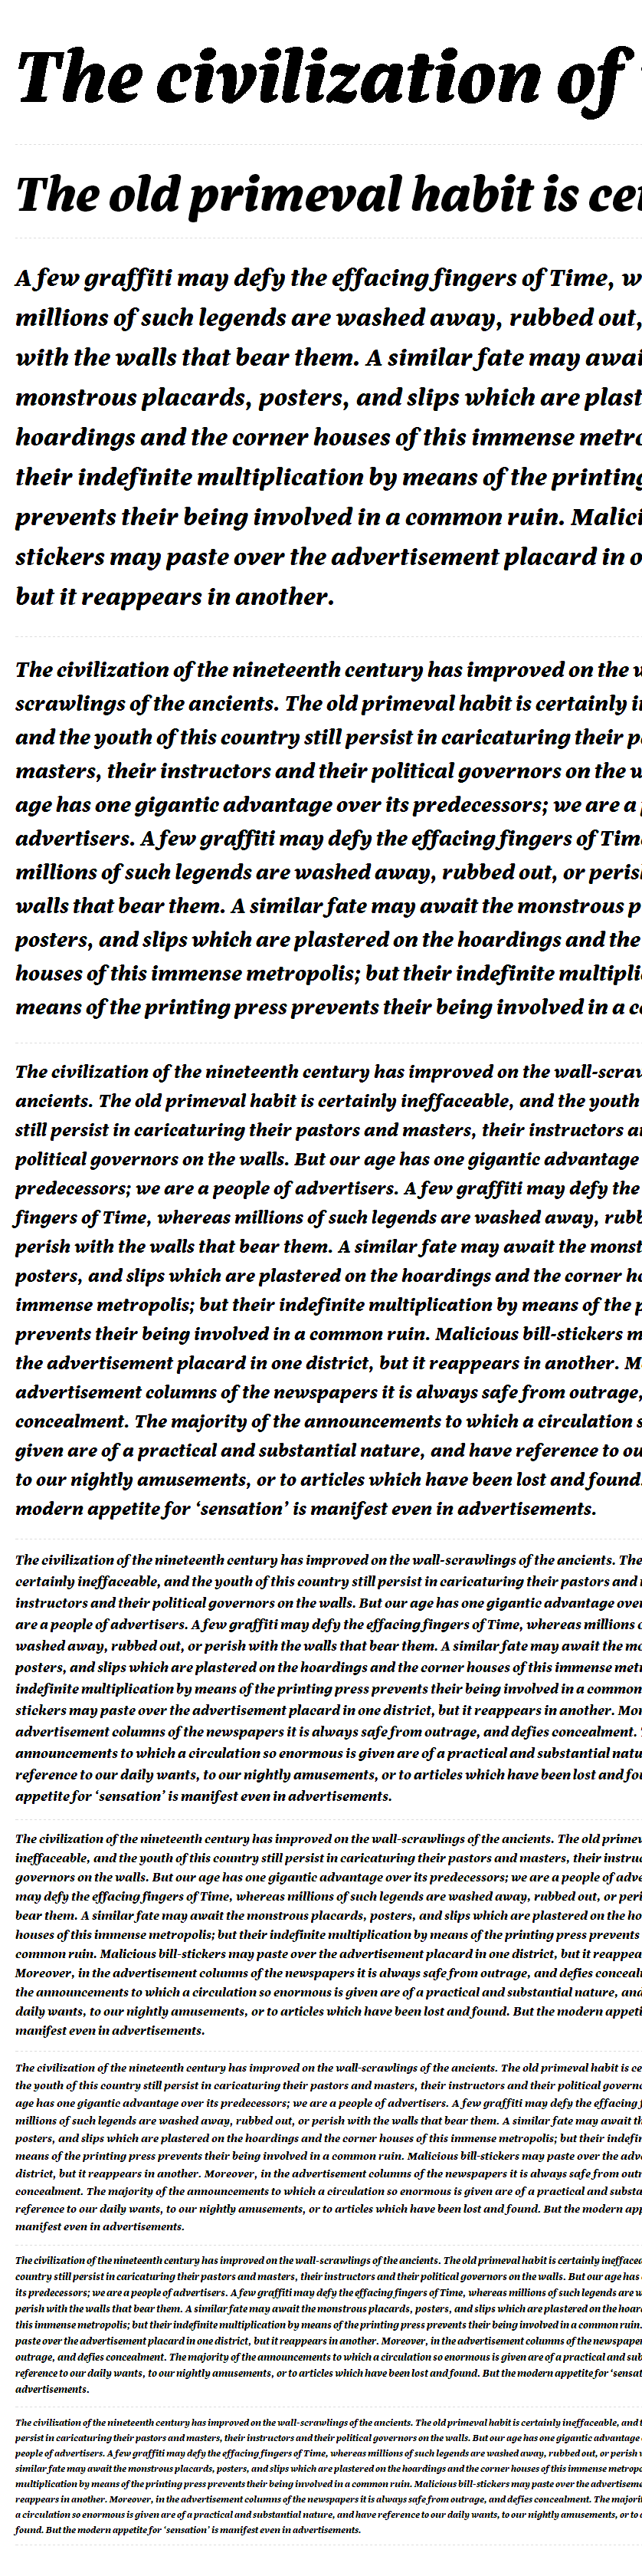 The civilization of
The old primeval habit is cer
A few graffiti may defy the effacing fingers of Time, w
millions of such legends are washed away, rubbed out,
with the walls that bear them. A similar fate may awai
monstrous placards, posters, and slips which are plast
hoardings and the corner houses of this immense metro
their indefinite multiplication by means of the printing
prevents their being involved in a common ruin. Malici
stickers may paste over the advertisement placard in o
but it reappears in another.
The civilization of the nineteenth century has improved on the w
scrawlings of the ancients. The old primeval habit is certainly i
and the youth of this country still persist in caricaturing their p
masters, their instructors and their political governors on the w
age has one gigantic advantage over its predecessors; we are a p
advertisers. A few graffiti may defy the effacing fingers of Time
millions of such legends are washed away, rubbed out, or perish
walls that bear them. A similar fate may await the monstrous p
posters, and slips which are plastered on the hoardings and the
houses of this immense metropolis; but their indefinite multiplic
means of the printing press prevents their being involved in a co
The civilization of the nineteenth century has improved on the wall-scraw
ancients. The old primeval habit is certainly ineffaceable, and the youth
still persist in caricaturing their pastors and masters, their instructors a
political governors on the walls. But our age has one gigantic advantage
predecessors; we are a people of advertisers. A few graffiti may defy the
fingers of Time, whereas millions of such legends are washed away, rubb
perish with the walls that bear them. A similar fate may await the monst
posters, and slips which are plastered on the hoardings and the corner ho
immense metropolis; but their indefinite multiplication by means of the p
prevents their being involved in a common ruin. Malicious bill-stickers m
the advertisement placard in one district, but it reappears in another. M
advertisement columns of the newspapers it is always safe from outrage,
concealment. The majority of the announcements to which a circulation s
given are of a practical and substantial nature, and have reference to ou
to our nightly amusements, or to articles which have been lost and found.
modern appetite for ‘sensation’ is manifest even in advertisements.
The civilization of the nineteenth century has improved on the wall-scrawlings of the ancients. The
certainly ineffaceable, and the youth of this country still persist in caricaturing their pastors and
instructors and their political governors on the walls. But our age has one gigantic advantage over
are a people of advertisers. A few graffiti may defy the effacing fingers of Time, whereas millions o
washed away, rubbed out, or perish with the walls that bear them. A similar fate may await the mo
posters, and slips which are plastered on the hoardings and the corner houses of this immense metr
indefinite multiplication by means of the printing press prevents their being involved in a common
stickers may paste over the advertisement placard in one district, but it reappears in another. Mor
advertisement columns of the newspapers it is always safe from outrage, and defies concealment.
announcements to which a circulation so enormous is given are of a practical and substantial natu
reference to our daily wants, to our nightly amusements, or to articles which have been lost and fou
appetite for ‘sensation’ is manifest even in advertisements.
The civilization of the nineteenth century has improved on the wall-scrawlings of the ancients. The old primev
ineffaceable, and the youth of this country still persist in caricaturing their pastors and masters, their instruc
governors on the walls. But our age has one gigantic advantage over its predecessors; we are a people of adve
may defy the effacing fingers of Time, whereas millions of such legends are washed away, rubbed out, or peri
bear them. A similar fate may await the monstrous placards, posters, and slips which are plastered on the ho
houses of this immense metropolis; but their indefinite multiplication by means of the printing press prevents
common ruin. Malicious bill-stickers may paste over the advertisement placard in one district, but it reappea
Moreover, in the advertisement columns of the newspapers it is always safe from outrage, and defies conceal
the announcements to which a circulation so enormous is given are of a practical and substantial nature, and
daily wants, to our nightly amusements, or to articles which have been lost and found. But the modern appeti
manifest even in advertisements.
The civilization of the nineteenth century has improved on the wall-scrawlings of the ancients. The old primeval habit is ce
the youth of this country still persist in caricaturing their pastors and masters, their instructors and their political governo
age has one gigantic advantage over its predecessors; we are a people of advertisers. A few graffiti may defy the effacing f
millions of such legends are washed away, rubbed out, or perish with the walls that bear them. A similar fate may await th
posters, and slips which are plastered on the hoardings and the corner houses of this immense metropolis; but their indefin
means of the printing press prevents their being involved in a common ruin. Malicious bill-stickers may paste over the adv
district, but it reappears in another. Moreover, in the advertisement columns of the newspapers it is always safe from outr
concealment. The majority of the announcements to which a circulation so enormous is given are of a practical and substa
reference to our daily wants, to our nightly amusements, or to articles which have been lost and found. But the modern app
manifest even in advertisements.
The civilization of the nineteenth century has improved on the wall-scrawlings of the ancients. The old primeval habit is certainly ineffacea
country still persist in caricaturing their pastors and masters, their instructors and their political governors on the walls. But our age has
its predecessors; we are a people of advertisers. A few graffiti may defy the effacing fingers of Time, whereas millions of such legends are w
perish with the walls that bear them. A similar fate may await the monstrous placards, posters, and slips which are plastered on the hoard
this immense metropolis; but their indefinite multiplication by means of the printing press prevents their being involved in a common ruin.
paste over the advertisement placard in one district, but it reappears in another. Moreover, in the advertisement columns of the newspaper
outrage, and defies concealment. The majority of the announcements to which a circulation so enormous is given are of a practical and sub
reference to our daily wants, to our nightly amusements, or to articles which have been lost and found. But the modern appetite for ‘sensat
advertisements.
The civilization of the nineteenth century has improved on the wall-scrawlings of the ancients. The old primeval habit is certainly ineffaceable, and t
persist in caricaturing their pastors and masters, their instructors and their political governors on the walls. But our age has one gigantic advantage
people of advertisers. A few graffiti may defy the effacing fingers of Time, whereas millions of such legends are washed away, rubbed out, or perish w
similar fate may await the monstrous placards, posters, and slips which are plastered on the hoardings and the corner houses of this immense metropo
multiplication by means of the printing press prevents their being involved in a common ruin. Malicious bill-stickers may paste over the advertiseme
reappears in another. Moreover, in the advertisement columns of the newspapers it is always safe from outrage, and defies concealment. The majorit
a circulation so enormous is given are of a practical and substantial nature, and have reference to our daily wants, to our nightly amusements, or to a
found. But the modern appetite for ‘sensation’ is manifest even in advertisements.